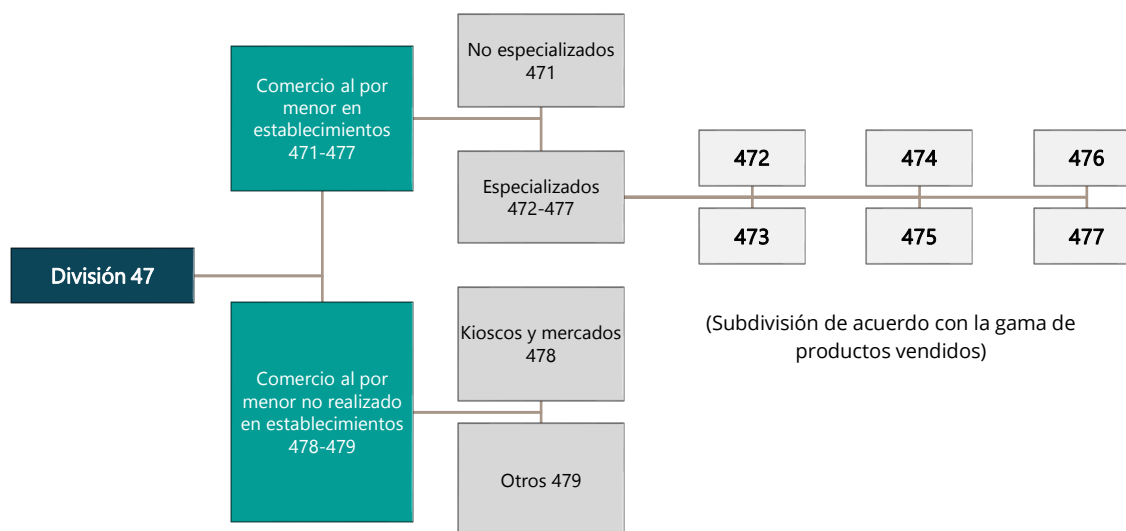 División 47
Comercio al por
menor en
establecimientos
471-477
No especializados
471
Especializados
472-477
472
474
476
473
475
477
(Subdivisión de acuerdo con la gama de
productos vendidos)
Comercio al por
menor no realizado
en establecimientos
478-479
Kioscos y mercados
478
Otros 479